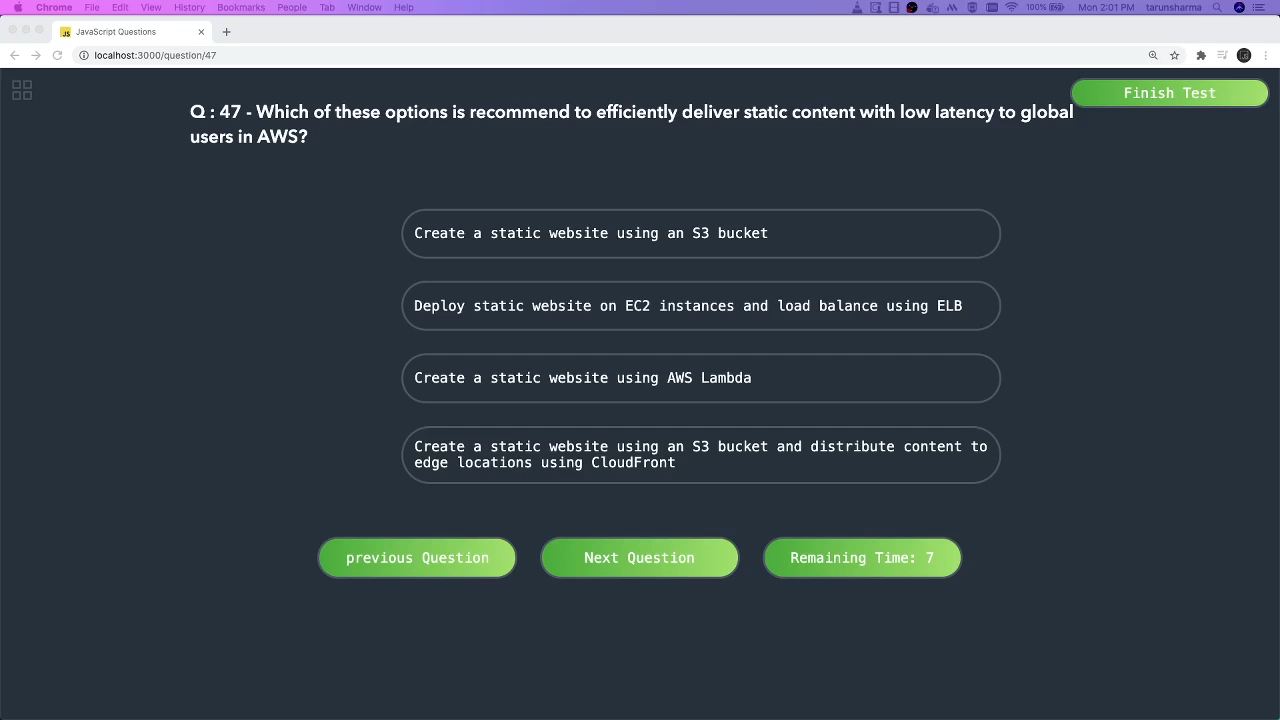 Chrome File Edit View History Bookmarks People Tab Window Help 100% Mon 2:01 PM tarunsharma
JS JavaScript Questions
localhost:3000/question/47
Finish Test
Q : 47 - Which of these options is recommend to efficiently deliver static content with low latency to global
users in AWS?
Create a static website using an S3 bucket
Deploy static website on EC2 instances and load balance using ELB
Create a static website using AWS Lambda
Create a static website using an S3 bucket and distribute content to
edge locations using CloudFront
previous Question Next Question Remaining Time: 7